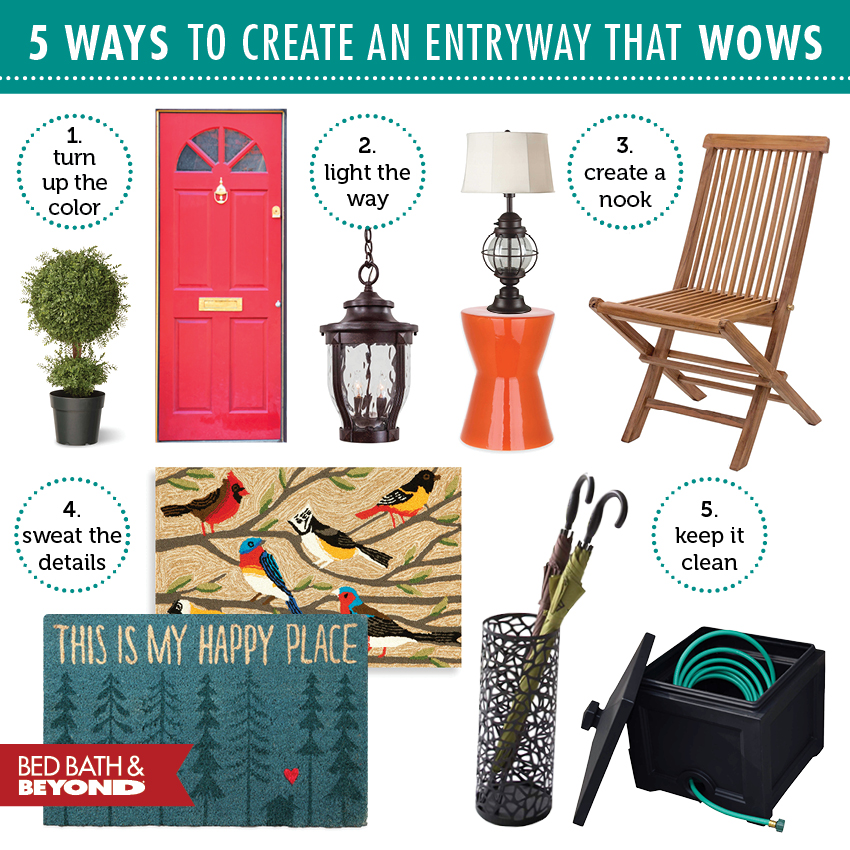 5 WAYS TO CREATE AN ENTRYWAY THAT WOWS
1.
turn
up the
color
2.
light the
way
3.
create a
nook
4.
sweat the
details
5.
keep it
clean
THIS IS MY HAPPY PLACE
BED BATH &
BEYOND